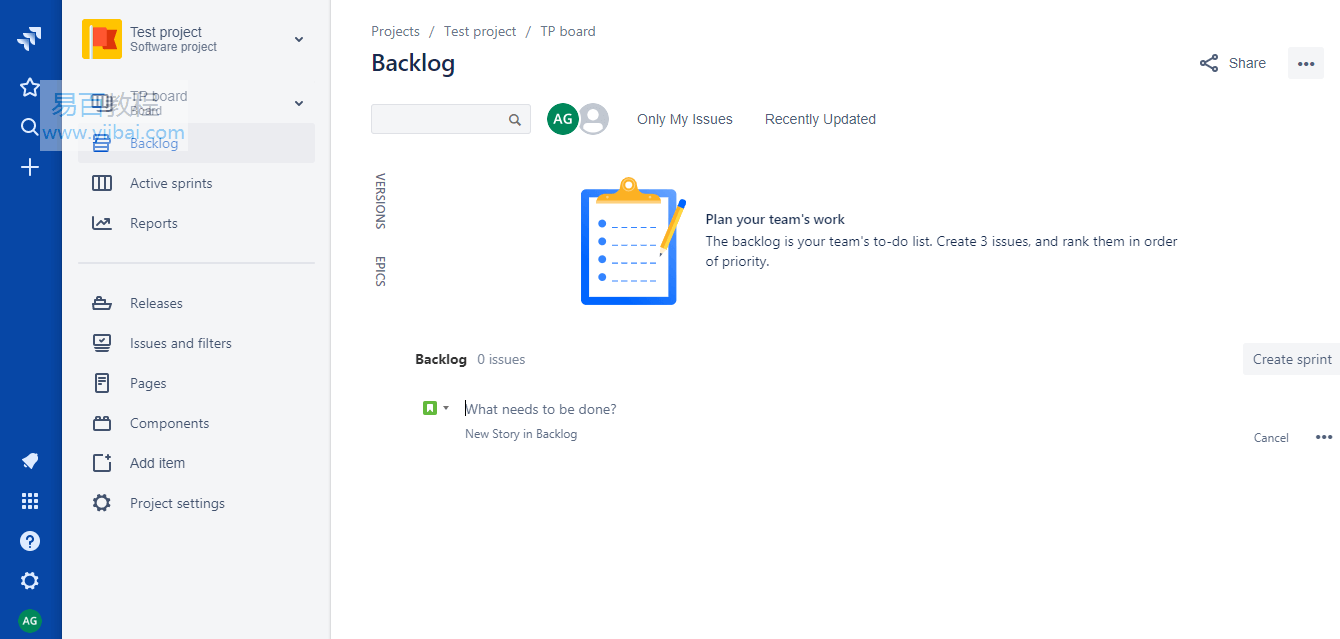 Test project
Software project
TP board
Board
易百教程
www.yiibai.com
Backlog
Active sprints
Reports
Releases
Issues and filters
Pages
Components
Add item
Project settings
AG
Projects / Test project / TP board
Backlog
Share
AG
Only My Issues
Recently Updated
VERSIONS
EPICS
Plan your team's work
The backlog is your team's to-do list. Create 3 issues, and rank them in order
of priority.
Backlog 0 issues
Create sprint
What needs to be done?
New Story in Backlog
Cancel